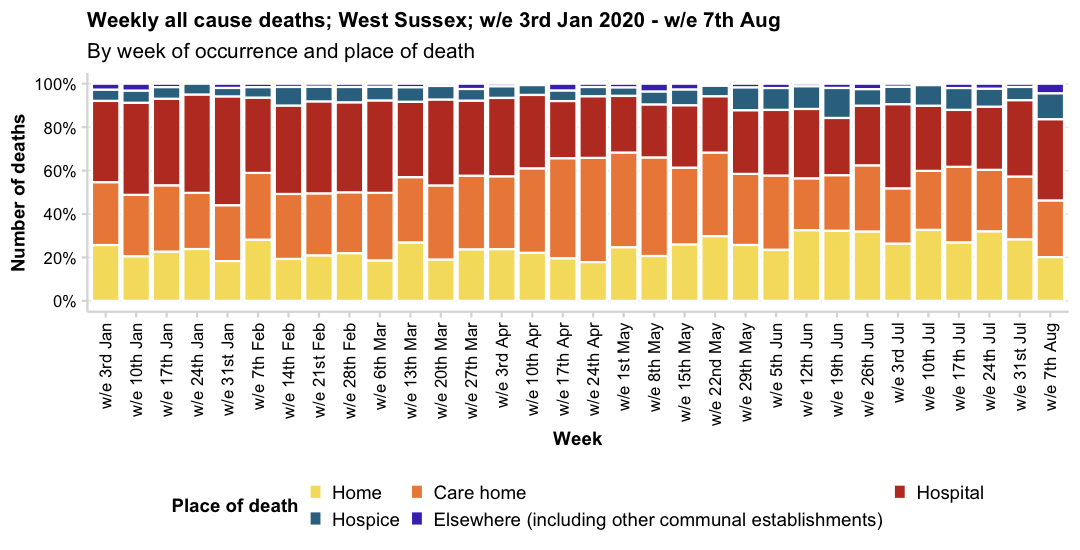 Weekly all cause deaths; West Sussex; w/e 3rd Jan 2020 - w/e 7th Aug
By week of occurrence and place of death
Number of deaths
100%
80%
60%
40%
20%
0%
w/e 3rd Jan
w/e 10th Jan
w/e 17th Jan
w/e 24th Jan
w/e 31st Jan
w/e 7th Feb
w/e 14th Feb
w/e 21st Feb
w/e 28th Feb
w/e 6th Mar
w/e 13th Mar
w/e 20th Mar
w/e 27th Mar
w/e 3rd Apr
w/e 10th Apr
w/e 17th Apr
w/e 24th Apr
w/e 1st May
w/e 8th May
w/e 15th May
w/e 22nd May
w/e 29th May
w/e 5th Jun
w/e 12th Jun
w/e 19th Jun
w/e 26th Jun
w/e 3rd Jul
w/e 10th Jul
w/e 17th Jul
w/e 24th Jul
w/e 31st Jul
w/e 7th Aug
Week
Place of death
Home
Care home
Hospital
Hospice
Elsewhere (including other communal establishments)